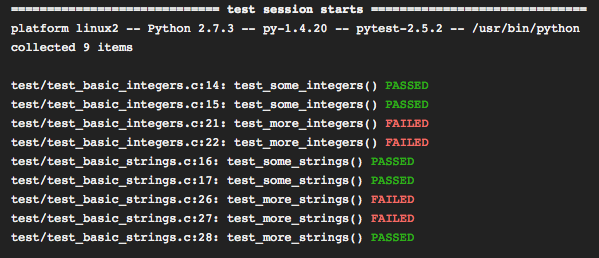 ============================= test session starts ==============================
platform linux2 -- Python 2.7.3 -- py-1.4.20 -- pytest-2.5.2 -- /usr/bin/python
collected 9 items
test/test_basic_integers.c:14: test_some_integers() PASSED
test/test_basic_integers.c:15: test_some_integers() PASSED
test/test_basic_integers.c:21: test_more_integers() FAILED
test/test_basic_integers.c:22: test_more_integers() FAILED
test/test_basic_strings.c:16: test_some_strings() PASSED
test/test_basic_strings.c:17: test_some_strings() PASSED
test/test_basic_strings.c:26: test_more_strings() FAILED
test/test_basic_strings.c:27: test_more_strings() FAILED
test/test_basic_strings.c:28: test_more_strings() PASSED